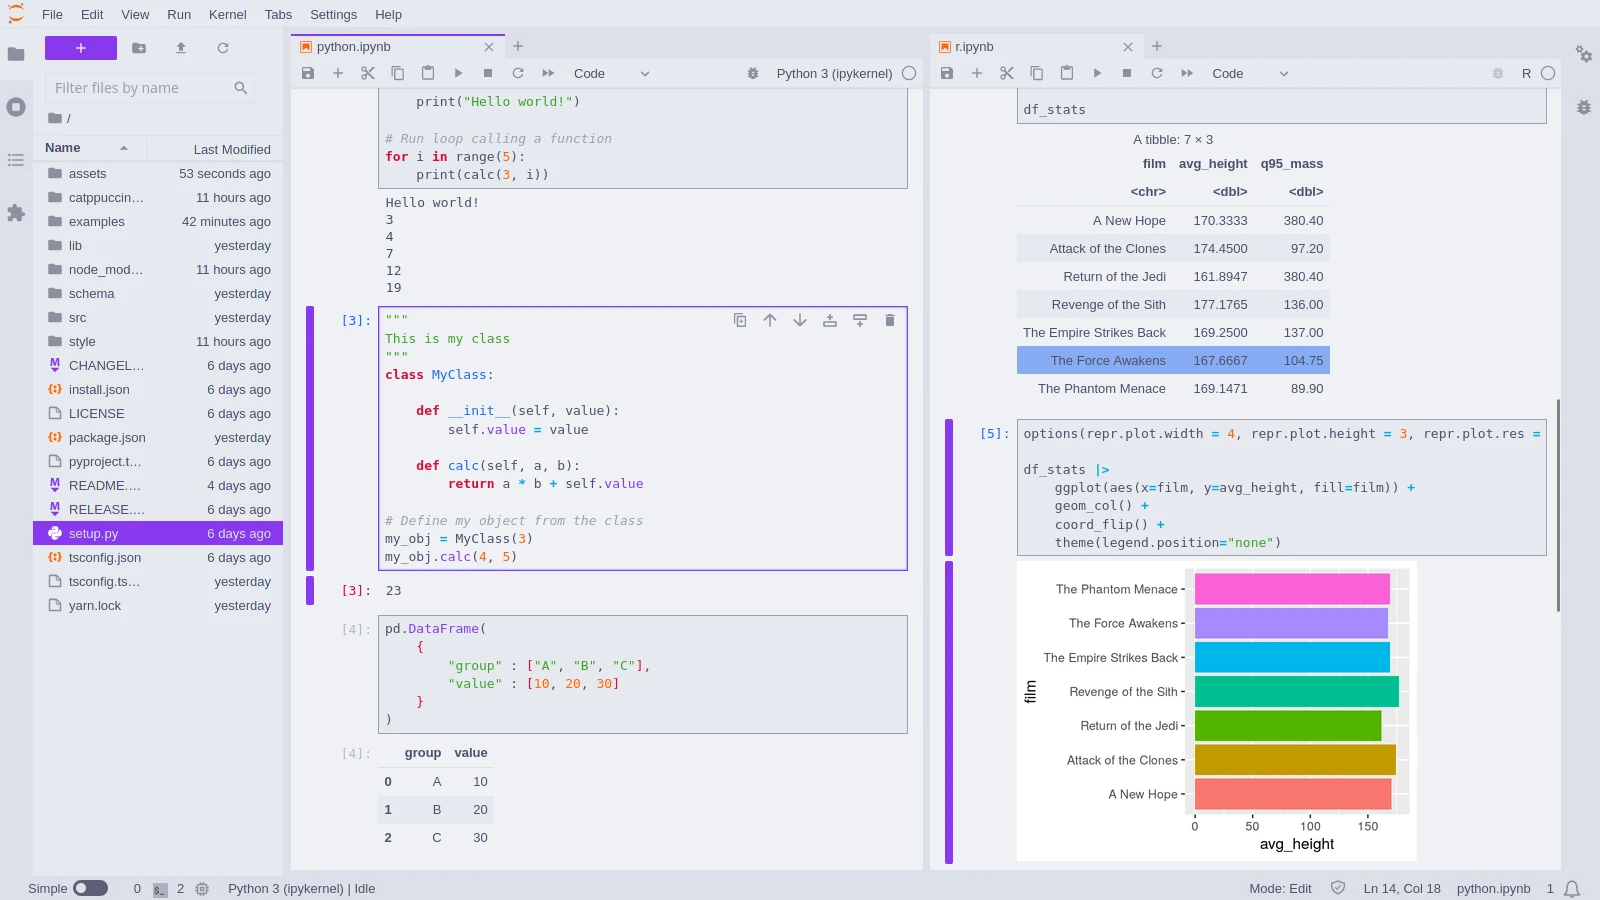 File Edit View Run Kernel Tabs Settings Help
Filter files by name
/
Name Last Modified
assets 53 seconds ago
catppuccin… 11 hours ago
examples 42 minutes ago
lib yesterday
node_mod… 11 hours ago
schema yesterday
src yesterday
style 11 hours ago
CHANGEL… 6 days ago
install.json 6 days ago
LICENSE 6 days ago
package.json yesterday
pyproject.t… 6 days ago
README.… 4 days ago
RELEASE.… 6 days ago
setup.py 6 days ago
tsconfig.json 6 days ago
tsconfig.ts… yesterday
yarn.lock yesterday
python.ipynb
Code Python 3 (ipykernel)
print("Hello world!")
# Run loop calling a function
for i in range(5):
print(calc(3, i))
Hello world!
3
4
7
12
19
[3]: """
This is my class
"""
class MyClass:
def __init__(self, value):
self.value = value
def calc(self, a, b):
return a * b + self.value
# Define my object from the class
my_obj = MyClass(3)
my_obj.calc(4, 5)
[3]: 23
[4]: pd.DataFrame(
{
"group" : ["A", "B", "C"],
"value" : [10, 20, 30]
}
)
[4]: group value
0 A 10
1 B 20
2 C 30
r.ipynb
Code R
df_stats
A tibble: 7 × 3
film avg_height q95_mass
<chr> <dbl> <dbl>
A New Hope 170.3333 380.40
Attack of the Clones 174.4500 97.20
Return of the Jedi 161.8947 380.40
Revenge of the Sith 177.1765 136.00
The Empire Strikes Back 169.2500 137.00
The Force Awakens 167.6667 104.75
The Phantom Menace 169.1471 89.90
[5]: options(repr.plot.width = 4, repr.plot.height = 3, repr.plot.res =
df_stats |>
ggplot(aes(x=film, y=avg_height, fill=film)) +
geom_col() +
coord_flip() +
theme(legend.position="none")
The Phantom Menace
The Force Awakens
The Empire Strikes Back
film
Revenge of the Sith
Return of the Jedi
Attack of the Clones
A New Hope
0 50 100 150
avg_height
Simple 0 2 Python 3 (ipykernel) | Idle Mode: Edit Ln 14, Col 18 python.ipynb 1